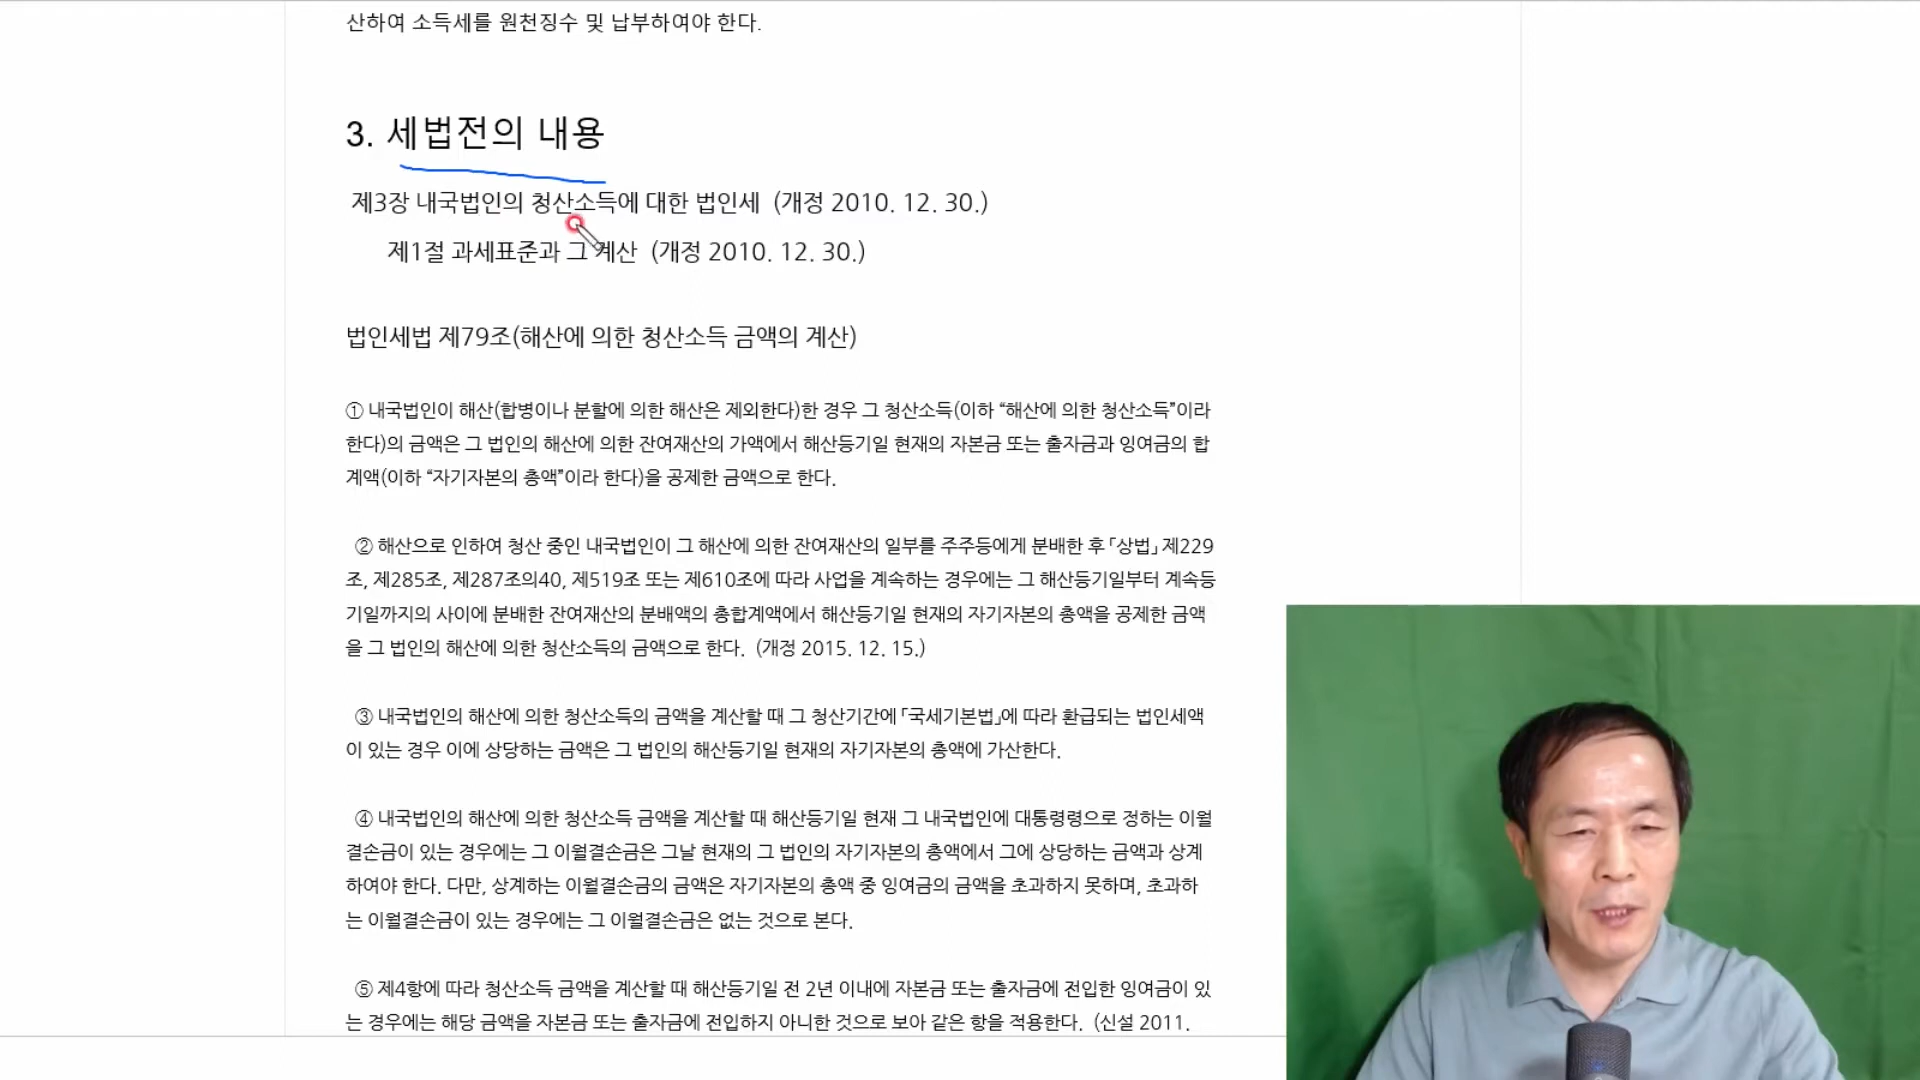 산하여 소득세를 원천징수 및 납부하여야 한다.
3. 세법전의 내용
제3장 내국법인의 청산소득에 대한 법인세 (개정 2010. 12. 30.)
제1절 과세표준과 그 계산 (개정 2010. 12. 30.)
법인세법 제79조(해산에 의한 청산소득 금액의 계산)
① 내국법인이 해산(합병이나 분할에 의한 해산은 제외한다)한 경우 그 청산소득(이하 “해산에 의한 청산소득”이라
한다)의 금액은 그 법인의 해산에 의한 잔여재산의 가액에서 해산등기일 현재의 자본금 또는 출자금과 잉여금의 합
계액(이하 “자기자본의 총액”이라 한다)을 공제한 금액으로 한다.
② 해산으로 인하여 청산 중인 내국법인이 그 해산에 의한 잔여재산의 일부를 주주등에게 분배한 후 「상법」 제229
조, 제285조, 제287조의40, 제519조 또는 제610조에 따라 사업을 계속하는 경우에는 그 해산등기일부터 계속등
기일까지의 사이에 분배한 잔여재산의 분배액의 총합계액에서 해산등기일 현재의 자기자본의 총액을 공제한 금액
을 그 법인의 해산에 의한 청산소득의 금액으로 한다. (개정 2015. 12. 15.)
③ 내국법인의 해산에 의한 청산소득의 금액을 계산할 때 그 청산기간에 「국세기본법」에 따라 환급되는 법인세액
이 있는 경우 이에 상당하는 금액은 그 법인의 해산등기일 현재의 자기자본의 총액에 가산한다.
④ 내국법인의 해산에 의한 청산소득 금액을 계산할 때 해산등기일 현재 그 내국법인에 대통령령으로 정하는 이월
결손금이 있는 경우에는 그 이월결손금은 그날 현재의 그 법인의 자기자본의 총액에서 그에 상당하는 금액과 상계
하여야 한다. 다만, 상계하는 이월결손금의 금액은 자기자본의 총액 중 잉여금의 금액을 초과하지 못하며, 초과하
는 이월결손금이 있는 경우에는 그 이월결손금은 없는 것으로 본다.
⑤ 제4항에 따라 청산소득 금액을 계산할 때 해산등기일 전 2년 이내에 자본금 또는 출자금에 전입한 잉여금이 있
는 경우에는 해당 금액을 자본금 또는 출자금에 전입하지 아니한 것으로 보아 같은 항을 적용한다. (신설 2011.